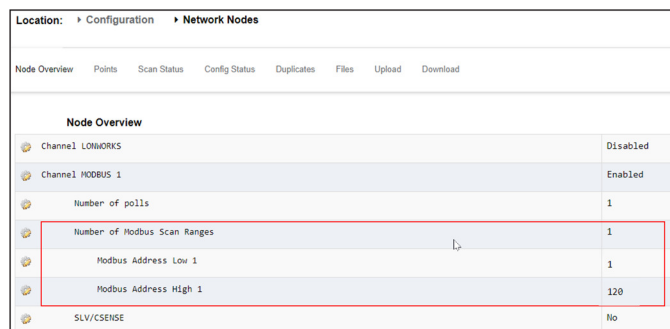 Location: Configuration Network Nodes
Node Overview Points Scan Status Config Status Duplicates Files Upload Download
Node Overview
Channel LONWORKS Disabled
Channel MODBUS 1 Enabled
Number of polls 1
Number of Modbus Scan Ranges 1
Modbus Address Low 1 1
Modbus Address High 1 120
SLV/CSENSE No